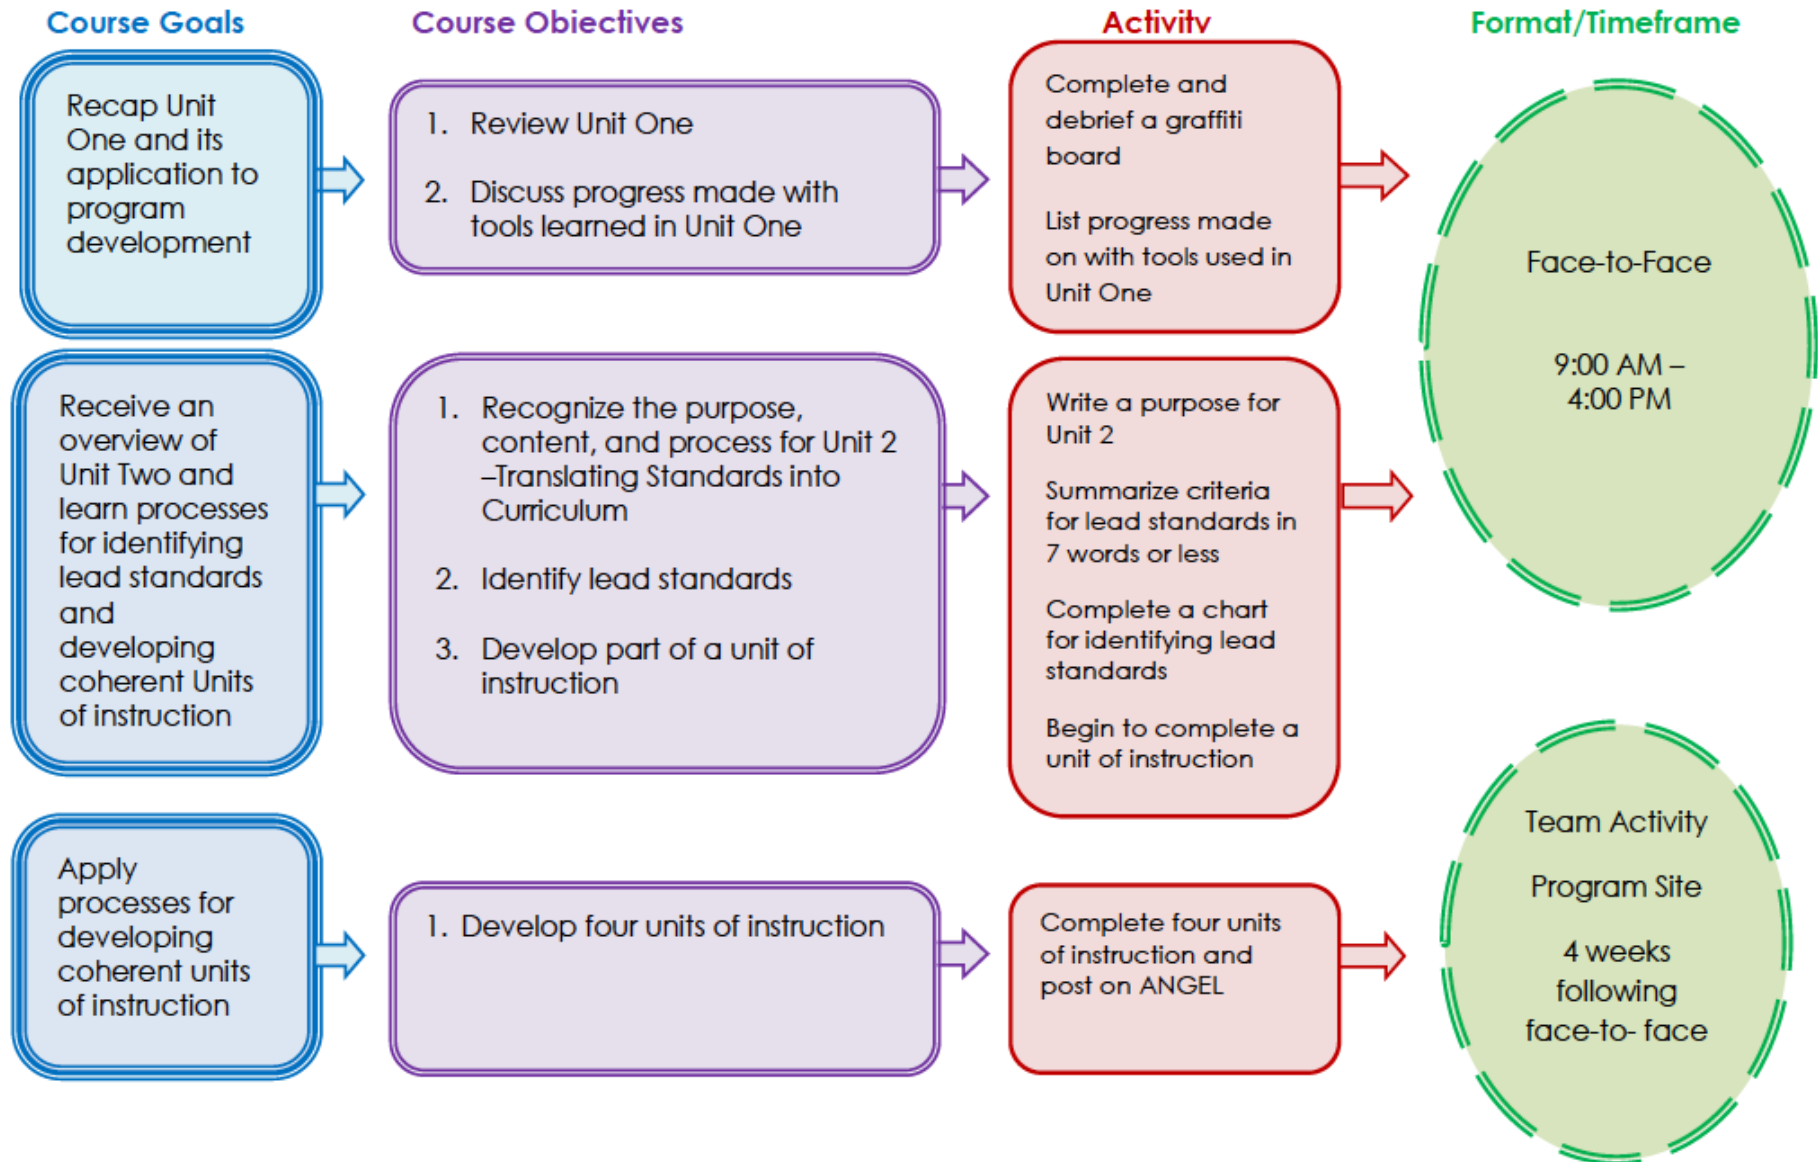 Course Goals
Course Objectives
Activity
Format/Timeframe
Recap Unit
One and its
application to
program
development
1. Review Unit One
2. Discuss progress made with
tools learned in Unit One
Complete and
debrief a graffiti
board
List progress made
on with tools used in
Unit One
Face-to-Face
9:00 AM –
4:00 PM
Receive an
overview of
Unit Two and
learn processes
for identifying
lead standards
and
developing
coherent Units
of instruction
1. Recognize the purpose,
content, and process for Unit 2
–Translating Standards into
Curriculum
2. Identify lead standards
3. Develop part of a unit of
instruction
Write a purpose for
Unit 2
Summarize criteria
for lead standards in
7 words or less
Complete a chart
for identifying lead
standards
Begin to complete a
unit of instruction
Apply
processes for
developing
coherent units
of instruction
1. Develop four units of instruction
Complete four units
of instruction and
post on ANGEL
Team Activity
Program Site
4 weeks
following
face-to- face